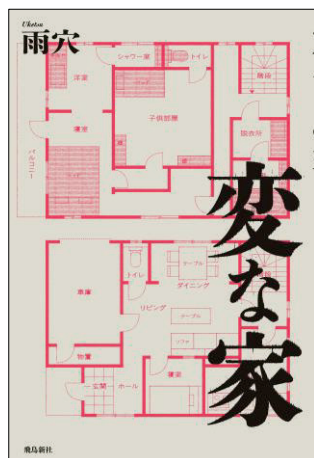 Uketsu
雨穴
シャワー室
トイレ
洋室
階段
子供部屋
寝室
脱衣所
バルコニー
変な家
トイレ
テーブル
車庫
ダイニング
リビング
テーブル
ソファ
物置
寝室
玄関
ホール
飛鳥新社